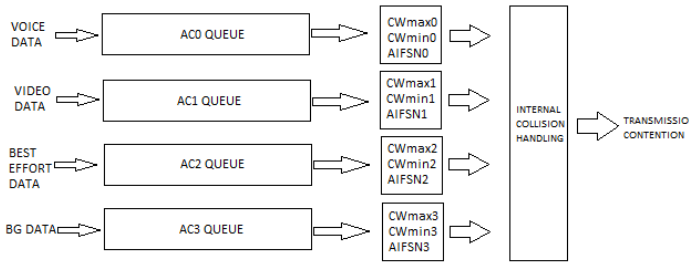 VOICE
DATA
AC0 QUEUE
CWmax0
CWmin0
AIFSN0
VIDEO
DATA
AC1 QUEUE
CWmax1
CWmin1
AIFSN1
BEST
EFFORT
DATA
AC2 QUEUE
CWmax2
CWmin2
AIFSN2
BG DATA
AC3 QUEUE
CWmax3
CWmin3
AIFSN3
INTERNAL
COLLISION
HANDLING
TRANSMISSIO
CONTENTION